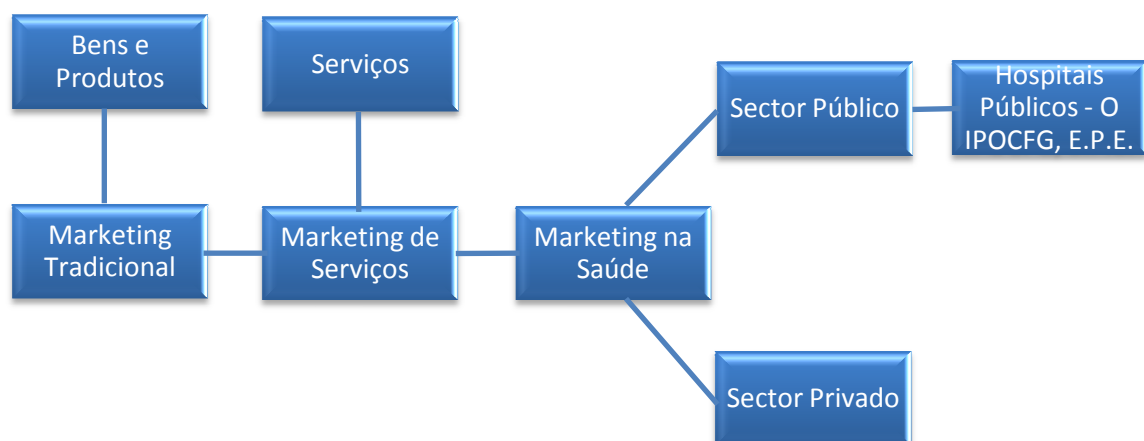 Bens e
Produtos
Serviços
Sector Público
Hospitais
Públicos - O
IPOCFG, E.P.E.
Marketing
Tradicional
Marketing de
Serviços
Marketing na
Saúde
Sector Privado